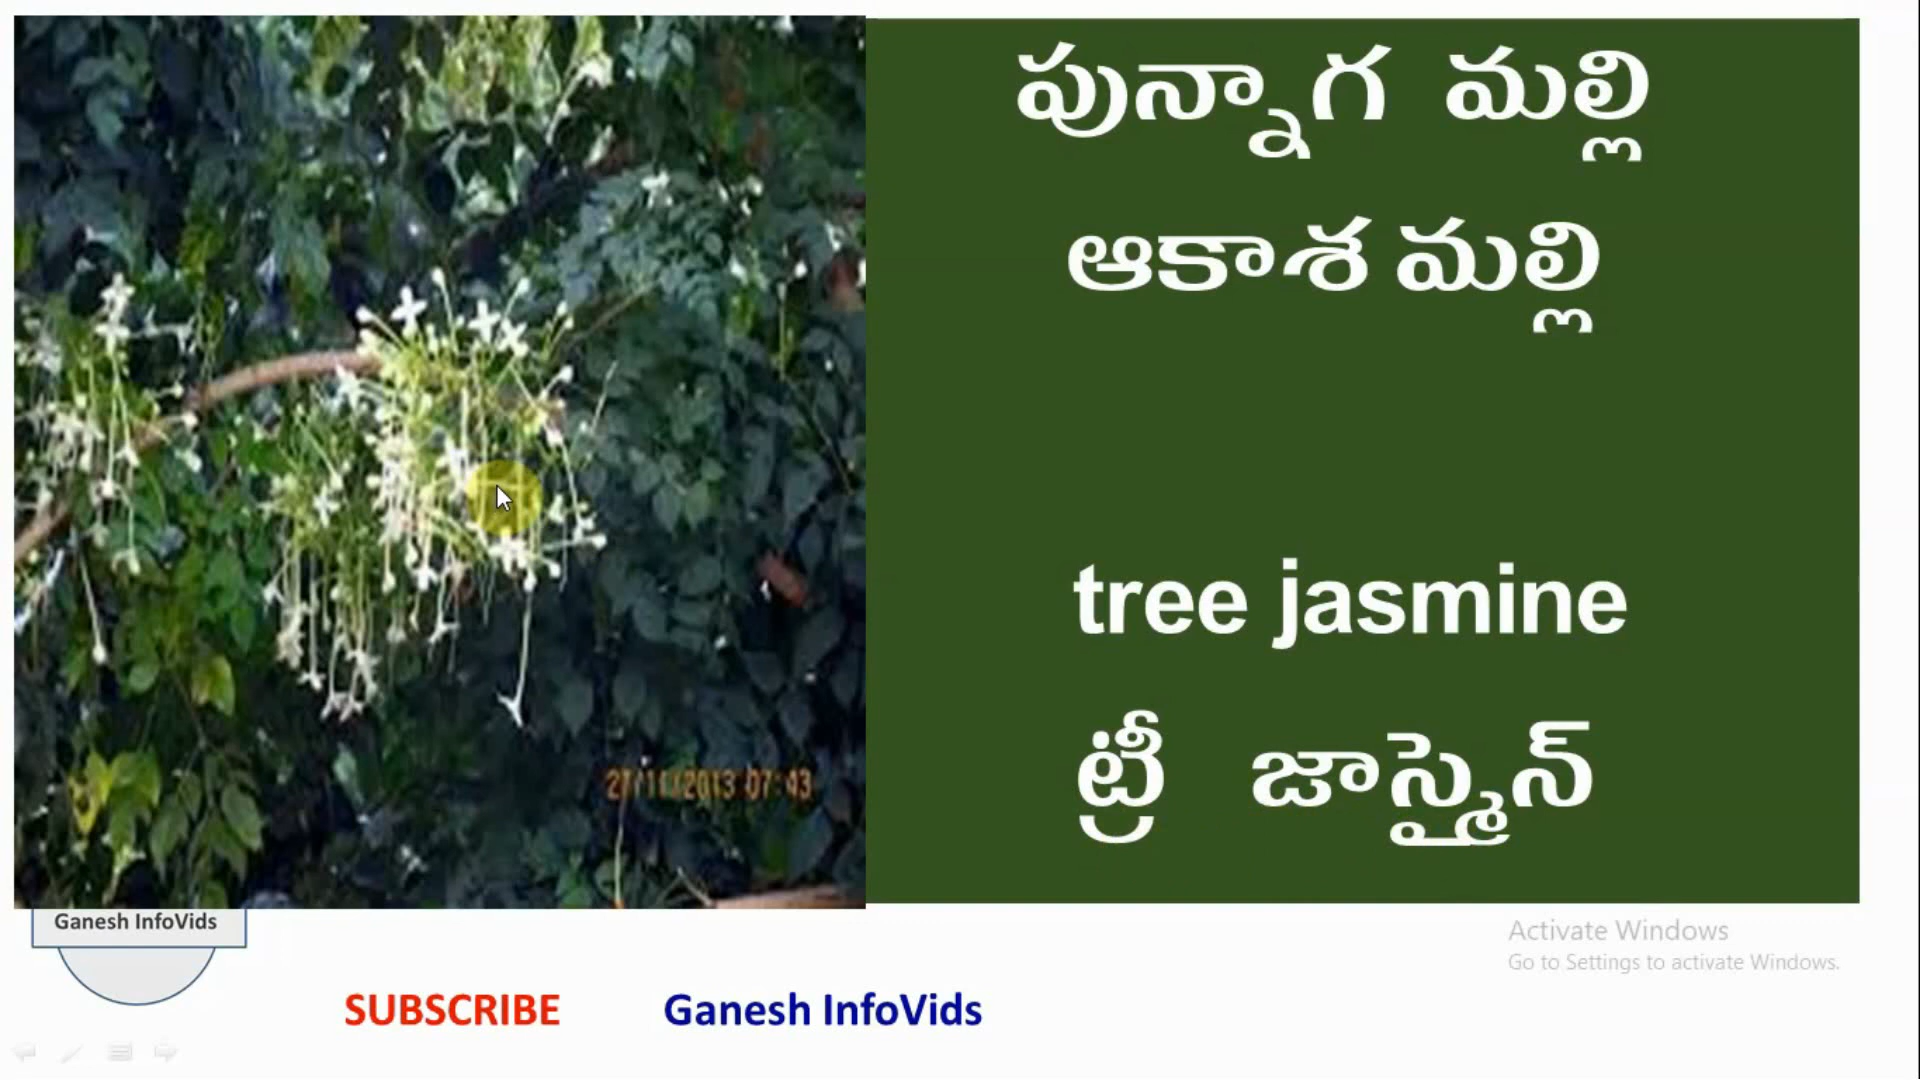 పున్నాగ మల్లి
ఆకాశ మల్లి
tree jasmine
ట్రీ జాస్మైన్
27/11/2013 07:43
Ganesh InfoVids
Activate Windows
Go to Settings to activate Windows.
SUBSCRIBE Ganesh InfoVids